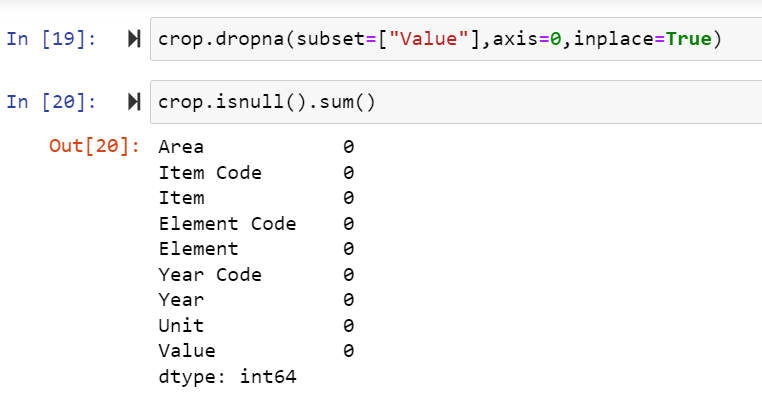 In [19]: crop.dropna(subset=["Value"],axis=0,inplace=True)
In [20]: crop.isnull().sum()
Out[20]: Area 0
Item Code 0
Item 0
Element Code 0
Element 0
Year Code 0
Year 0
Unit 0
Value 0
dtype: int64